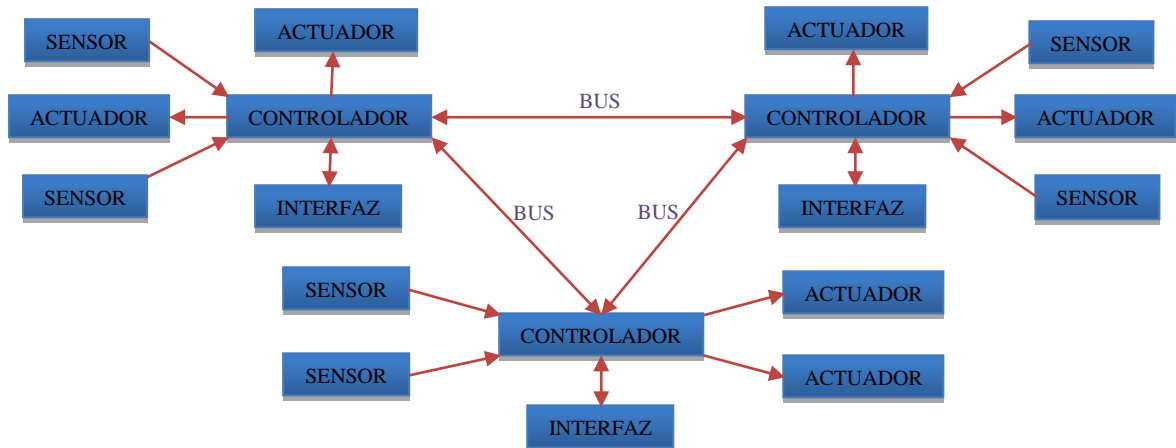 ACTUADOR
ACTUADOR
SENSOR
SENSOR
BUS
ACTUADOR
CONTROLADOR
CONTROLADOR
ACTUADOR
SENSOR
INTERFAZ
INTERFAZ
SENSOR
BUS
BUS
SENSOR
ACTUADOR
CONTROLADOR
SENSOR
ACTUADOR
INTERFAZ